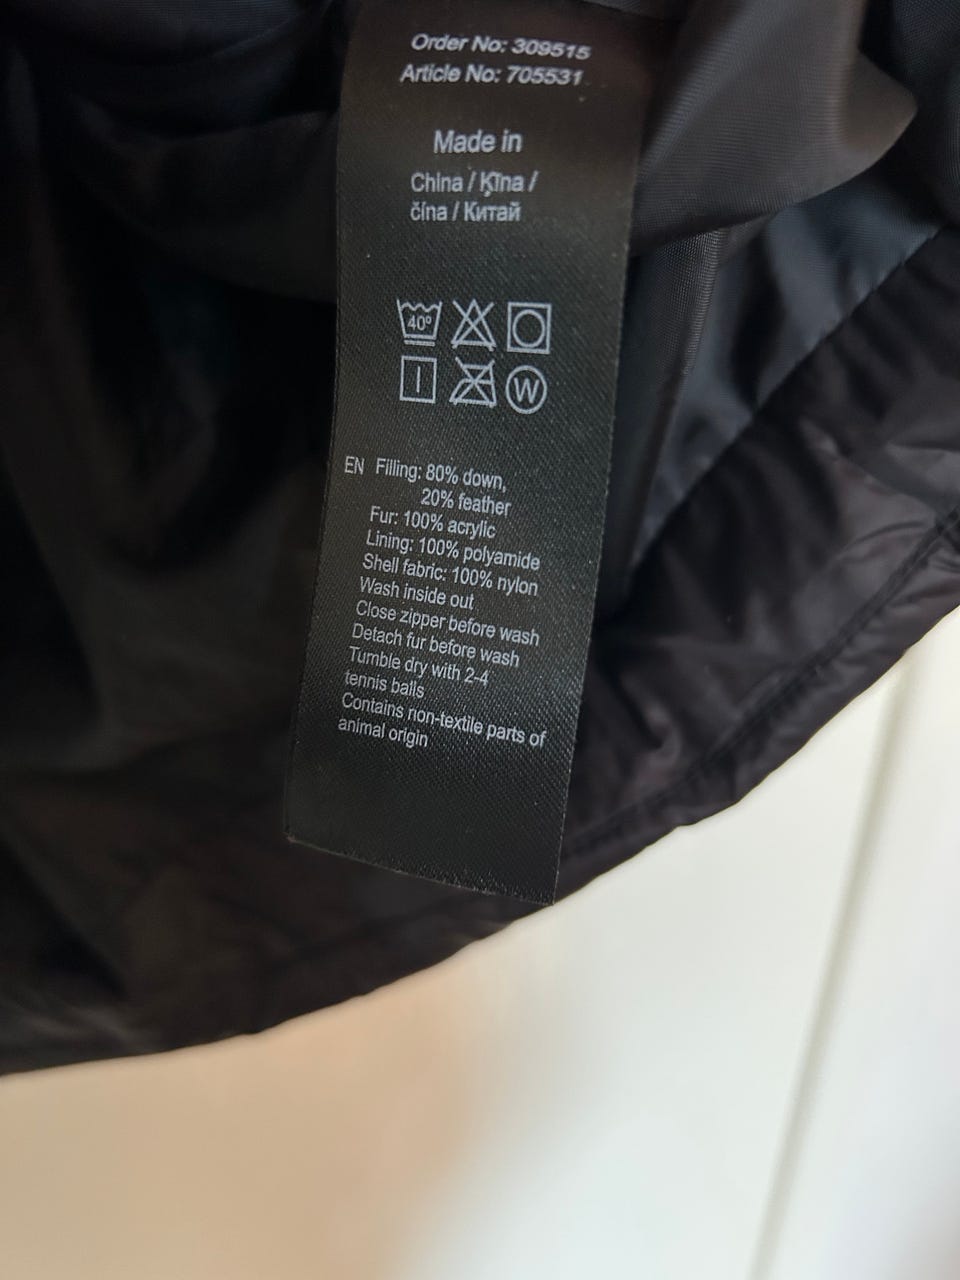 Order No: 309515
Article No: 705531
Made in
China / Ķīna /
čína / Китай
40°
W
EN Filling: 80% down,
20% feather
Fur: 100% acrylic
Lining: 100% polyamide
Shell fabric: 100% nylon
Wash inside out
Close zipper before wash
Detach fur before wash
Tumble dry with 2-4
tennis balls
Contains non-textile parts of
animal origin